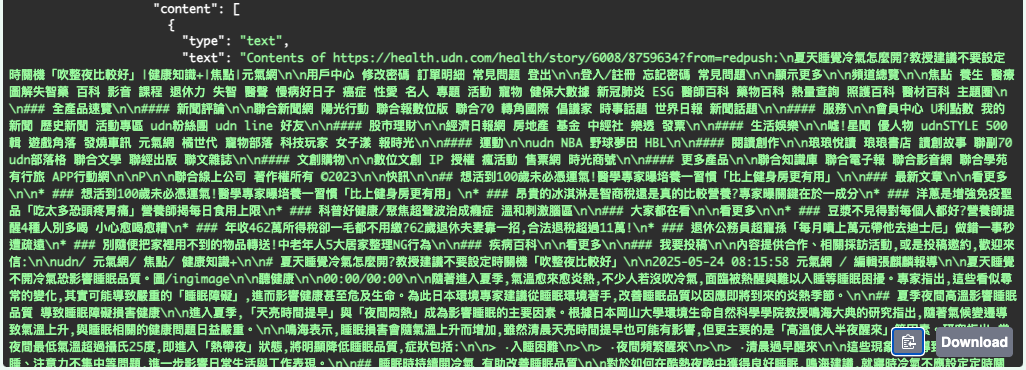 "content": [
{
"type": "text",
"text": "Contents of https://health.udn.com/health/story/6008/8759634?from=redpush:\n夏天睡覺冷氣怎麼開?教授建議不要設定
時關機「吹整夜比較好」|健康知識+|焦點|元氣網\n\n用戶中心 修改密碼 訂單明細 常見問題 登出\n\n登入/註冊 忘記密碼 常見問題\n\n顯示更多\n\n頻道總覽\n\n焦點 養生 醫療
圖解失智藥 百科 影音 課程 退休力 失智 醫聲 慢病好日子 癌症 性愛 名人 專題 活動 寵物 健保大數據 新冠肺炎 ESG 醫師百科 藥物百科 熱量查詢 照護百科 醫材百科 主題圈\n
\n### 全產品速覽\n\n#### 新聞評論\n\n聯合新聞網 陽光行動 聯合報數位版 聯合70 轉角國際 倡議家 時事話題 世界日報 新聞話題\n\n#### 服務\n\n會員中心 U利點數 我的
新聞 歷史新聞 活動專區 udn粉絲團 udn line 好友\n\n#### 股市理財\n\n經濟日報網 房地產 基金 中經社 樂透 發票\n\n#### 生活娛樂\n\n噓!星聞 優人物 udnSTYLE 500
輯 遊戲角落 發燒車訊 元氣網 橘世代 寵物部落 科技玩家 女子漾 報時光\n\n#### 運動\n\nudn NBA 野球夢田 HBL\n\n#### 閱讀創作\n\n琅琅悅讀 琅琅書店 讀創故事 聯副70
udn部落格 聯合文學 聯經出版 聯文雜誌\n\n#### 文創購物\n\n數位文創 IP 授權 瘋活動 售票網 時光商號\n\n#### 更多產品\n\n聯合知識庫 聯合電子報 聯合影音網 聯合學苑
有行旅 APP行動網\n\nP\n\n聯合線上公司 著作權所有 ©2023\n\n快訊\n\n## 想活到100歲未必憑運氣!醫學專家曝培養一習慣「比上健身房更有用」\n\n### 最新文章\n\n看更多
\n\n* ### 想活到100歲未必憑運氣!醫學專家曝培養一習慣「比上健身房更有用」\n* ### 昂貴的冰淇淋是智商稅還是真的比較營養?專家曝關鍵在於一成分\n* ### 洋蔥是增強免疫聖
品「吃太多恐頭疼胃痛」營養師揭每日食用上限\n* ### 科普好健康/聚焦超聲波治成癮症 溫和刺激腦區\n\n### 大家都在看\n\n看更多\n\n* ### 豆漿不見得對每個人都好?營養師提
醒4種人別多喝 小心愈喝愈糟\n* ### 年收462萬所得稅卻一毛都不用繳?62歲退休夫妻靠一招,合法退稅超過11萬!\n* ### 退休公務員超寵孫「每月噴上萬元帶他去迪士尼」做錯一事秒
遭疏遠\n* ### 別隨便把家裡用不到的物品轉送!中老年人5大居家整理NG行為\n\n### 疾病百科\n\n看更多\n\n### 我要投稿\n\n內容提供合作、相關採訪活動,或是投稿邀約,歡迎來
信:\n\nudn/ 元氣網/ 焦點/ 健康知識+\n\n# 夏天睡覺冷氣怎麼開?教授建議不要設定時關機「吹整夜比較好」\n\n2025-05-24 08:15:58 元氣網 / 編輯張麒麟報導\n\n夏天睡覺
不開冷氣恐影響睡眠品質。圖/ingimage\n\n聽健康\n\n00:00/00:00\n\n隨著進入夏季,氣溫愈來愈炎熱,不少人若沒吹冷氣,面臨被熱醒與難以入睡等睡眠困擾。專家指出,這些看似尋
常的變化,其實可能導致嚴重的「睡眠障礙」,進而影響健康甚至危及生命。為此日本環境專家建議從睡眠環境著手,改善睡眠品質以因應即將到來的炎熱季節。\n\n## 夏季夜間高溫影響睡眠品
質 導致睡眠障礙損害健康\n\n進入夏季,「天亮時間提早」與「夜間悶熱」成為影響睡眠的主要因素。根據日本岡山大學環境生命自然科學學院教授鳴海大典的研究指出,隨著氣候變遷導
致氣溫上升,與睡眠相關的健康問題日益嚴重。\n\n鳴海表示,睡眠損害會隨氣溫上升而增加,雖然清晨天亮時間提早也可能有影響,但更主要的是「高溫使人半夜醒來」
夜間最低氣溫超過攝氏25度,即進入「熱帶夜」狀態,將明顯降低睡眠品質,症狀包括:\n\n> ·入睡困難\n\n> ·夜間頻繁醒來\n\n> ·清晨過早醒來\n\n這些現象
Download
睡、注意力不集中等問題,進一步影響日常生活與工作表現。\n\n## 睡眠時持續開冷氣 有助改善睡眠品質\n\n對於如何在酷熱夜晚中獲得良好睡眠,鳴海建議,就寢時冷氣不應設定定時關